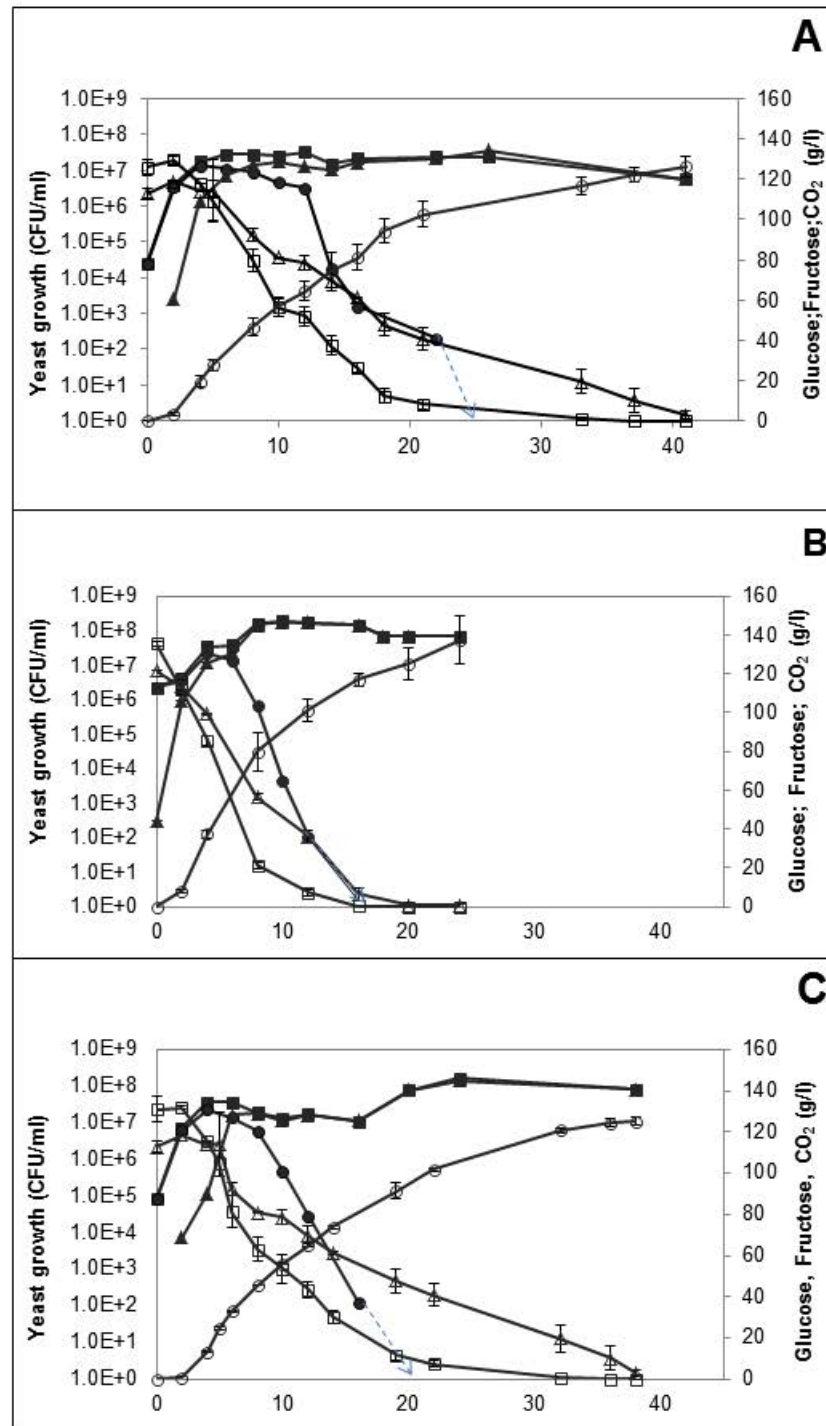 A
Yeast growth (CFU/ml)
1.0E+9
1.0E+8
1.0E+7
1.0E+6
1.0E+5
1.0E+4
1.0E+3
1.0E+2
1.0E+1
1.0E+0
160
140
120
100
80
60
40
20
0
Glucose;Fructose;CO₂ (g/l)
0 10 20 30 40
B
Yeast growth (CFU/ml)
1.0E+9
1.0E+8
1.0E+7
1.0E+6
1.0E+5
1.0E+4
1.0E+3
1.0E+2
1.0E+1
1.0E+0
160
140
120
100
80
60
40
20
0
Glucose; Fructose; CO₂ (g/l)
0 10 20 30 40
C
Yeast growth (CFU/ml)
1.0E+9
1.0E+8
1.0E+7
1.0E+6
1.0E+5
1.0E+4
1.0E+3
1.0E+2
1.0E+1
1.0E+0
160
140
120
100
80
60
40
20
0
Glucose, Fructose, CO₂ (g/l)
0 10 20 30 40